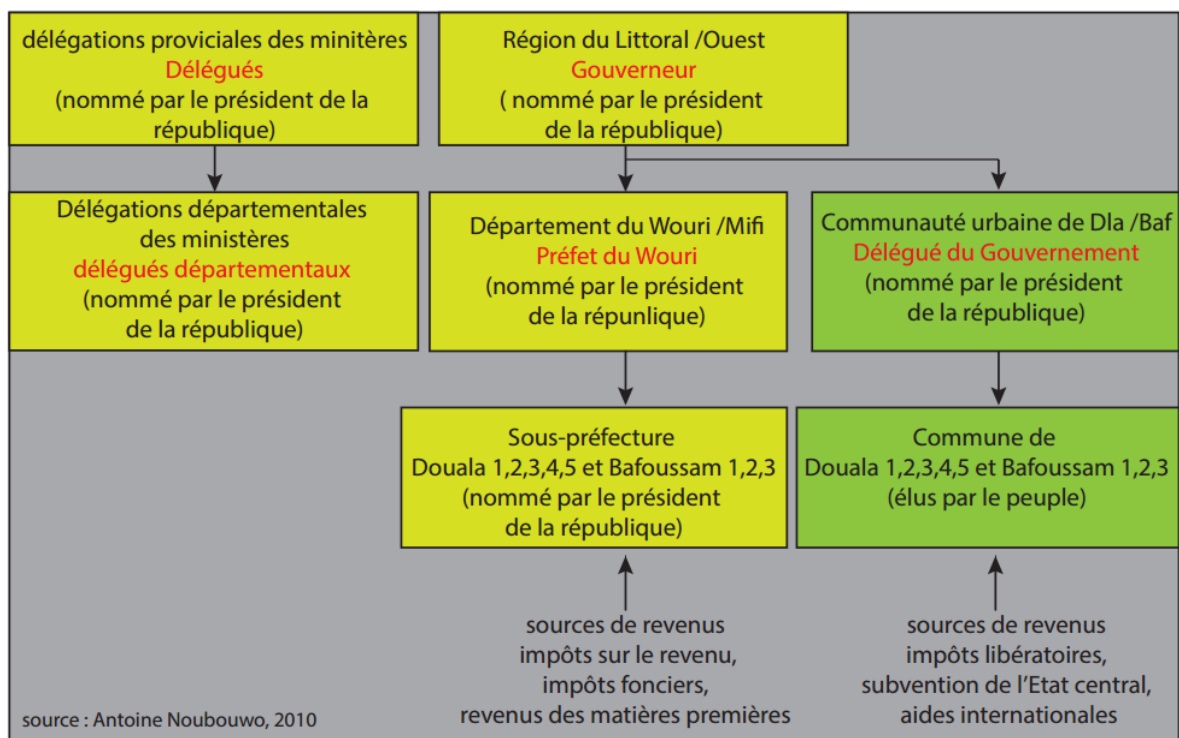 délégations proviciales des minitères
Délégués
(nommé par le président de la
république)
Région du Littoral /Ouest
Gouverneur
( nommé par le président
de la république)
Délégations départementales
des ministères
délégués départementaux
(nommé par le président
de la république)
Département du Wouri /Mifi
Préfet du Wouri
(nommé par le président
de la répunlique)
Communauté urbaine de Dla /Baf
Délégué du Gouvernement
(nommé par le président
de la république)
Sous-préfecture
Douala 1,2,3,4,5 et Bafoussam 1,2,3
(nommé par le président
de la république)
Commune de
Douala 1,2,3,4,5 et Bafoussam 1,2,3
(élus par le peuple)
sources de revenus
impôts sur le revenu,
impôts fonciers,
revenus des matières premières
sources de revenus
impôts libératoires,
subvention de l’Etat central,
aides internationales
source : Antoine Noubouwo, 2010